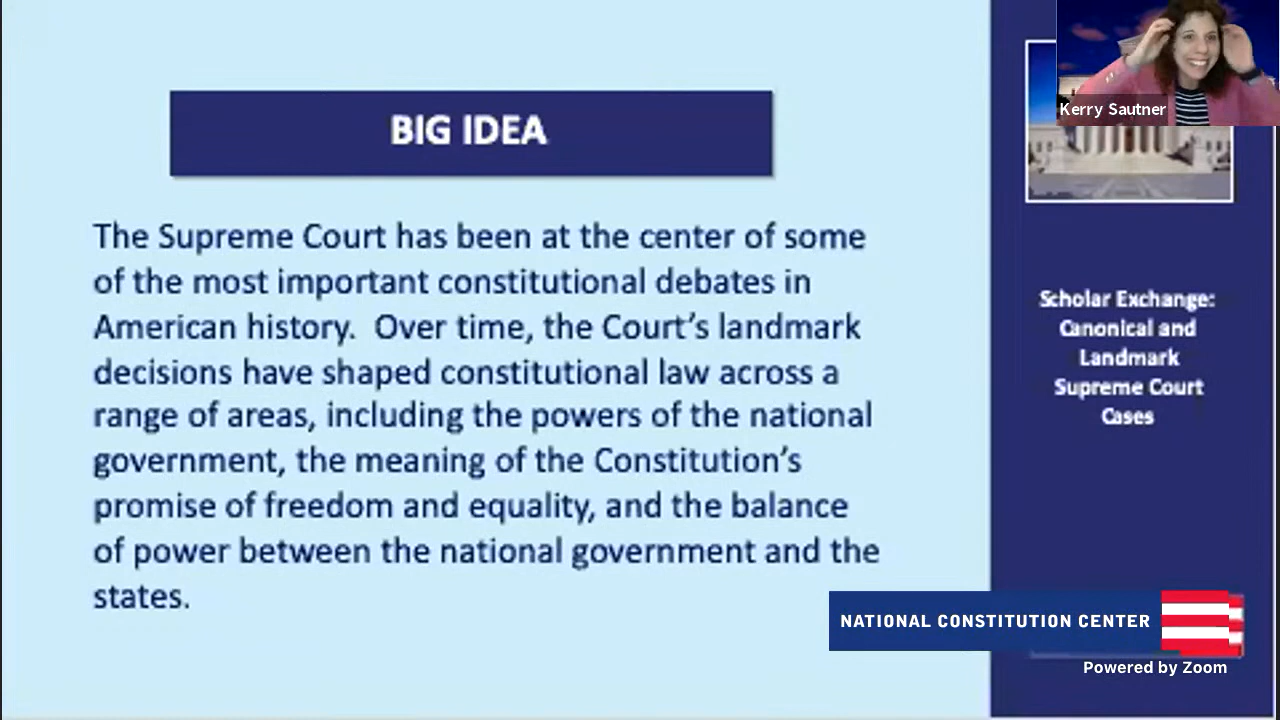 BIG IDEA
The Supreme Court has been at the center of some
of the most important constitutional debates in
American history.  Over time, the Court's landmark
decisions have shaped constitutional law across a
range of areas, including the powers of the national
government, the meaning of the Constitution's
promise of freedom and equality, and the balance
of power between the national government and the
states.
Kerry Sautner
Scholar Exchange:
Canonical and
Landmark
Supreme Court
Cases
NATIONAL CONSTITUTION CENTER
Powered by Zoom